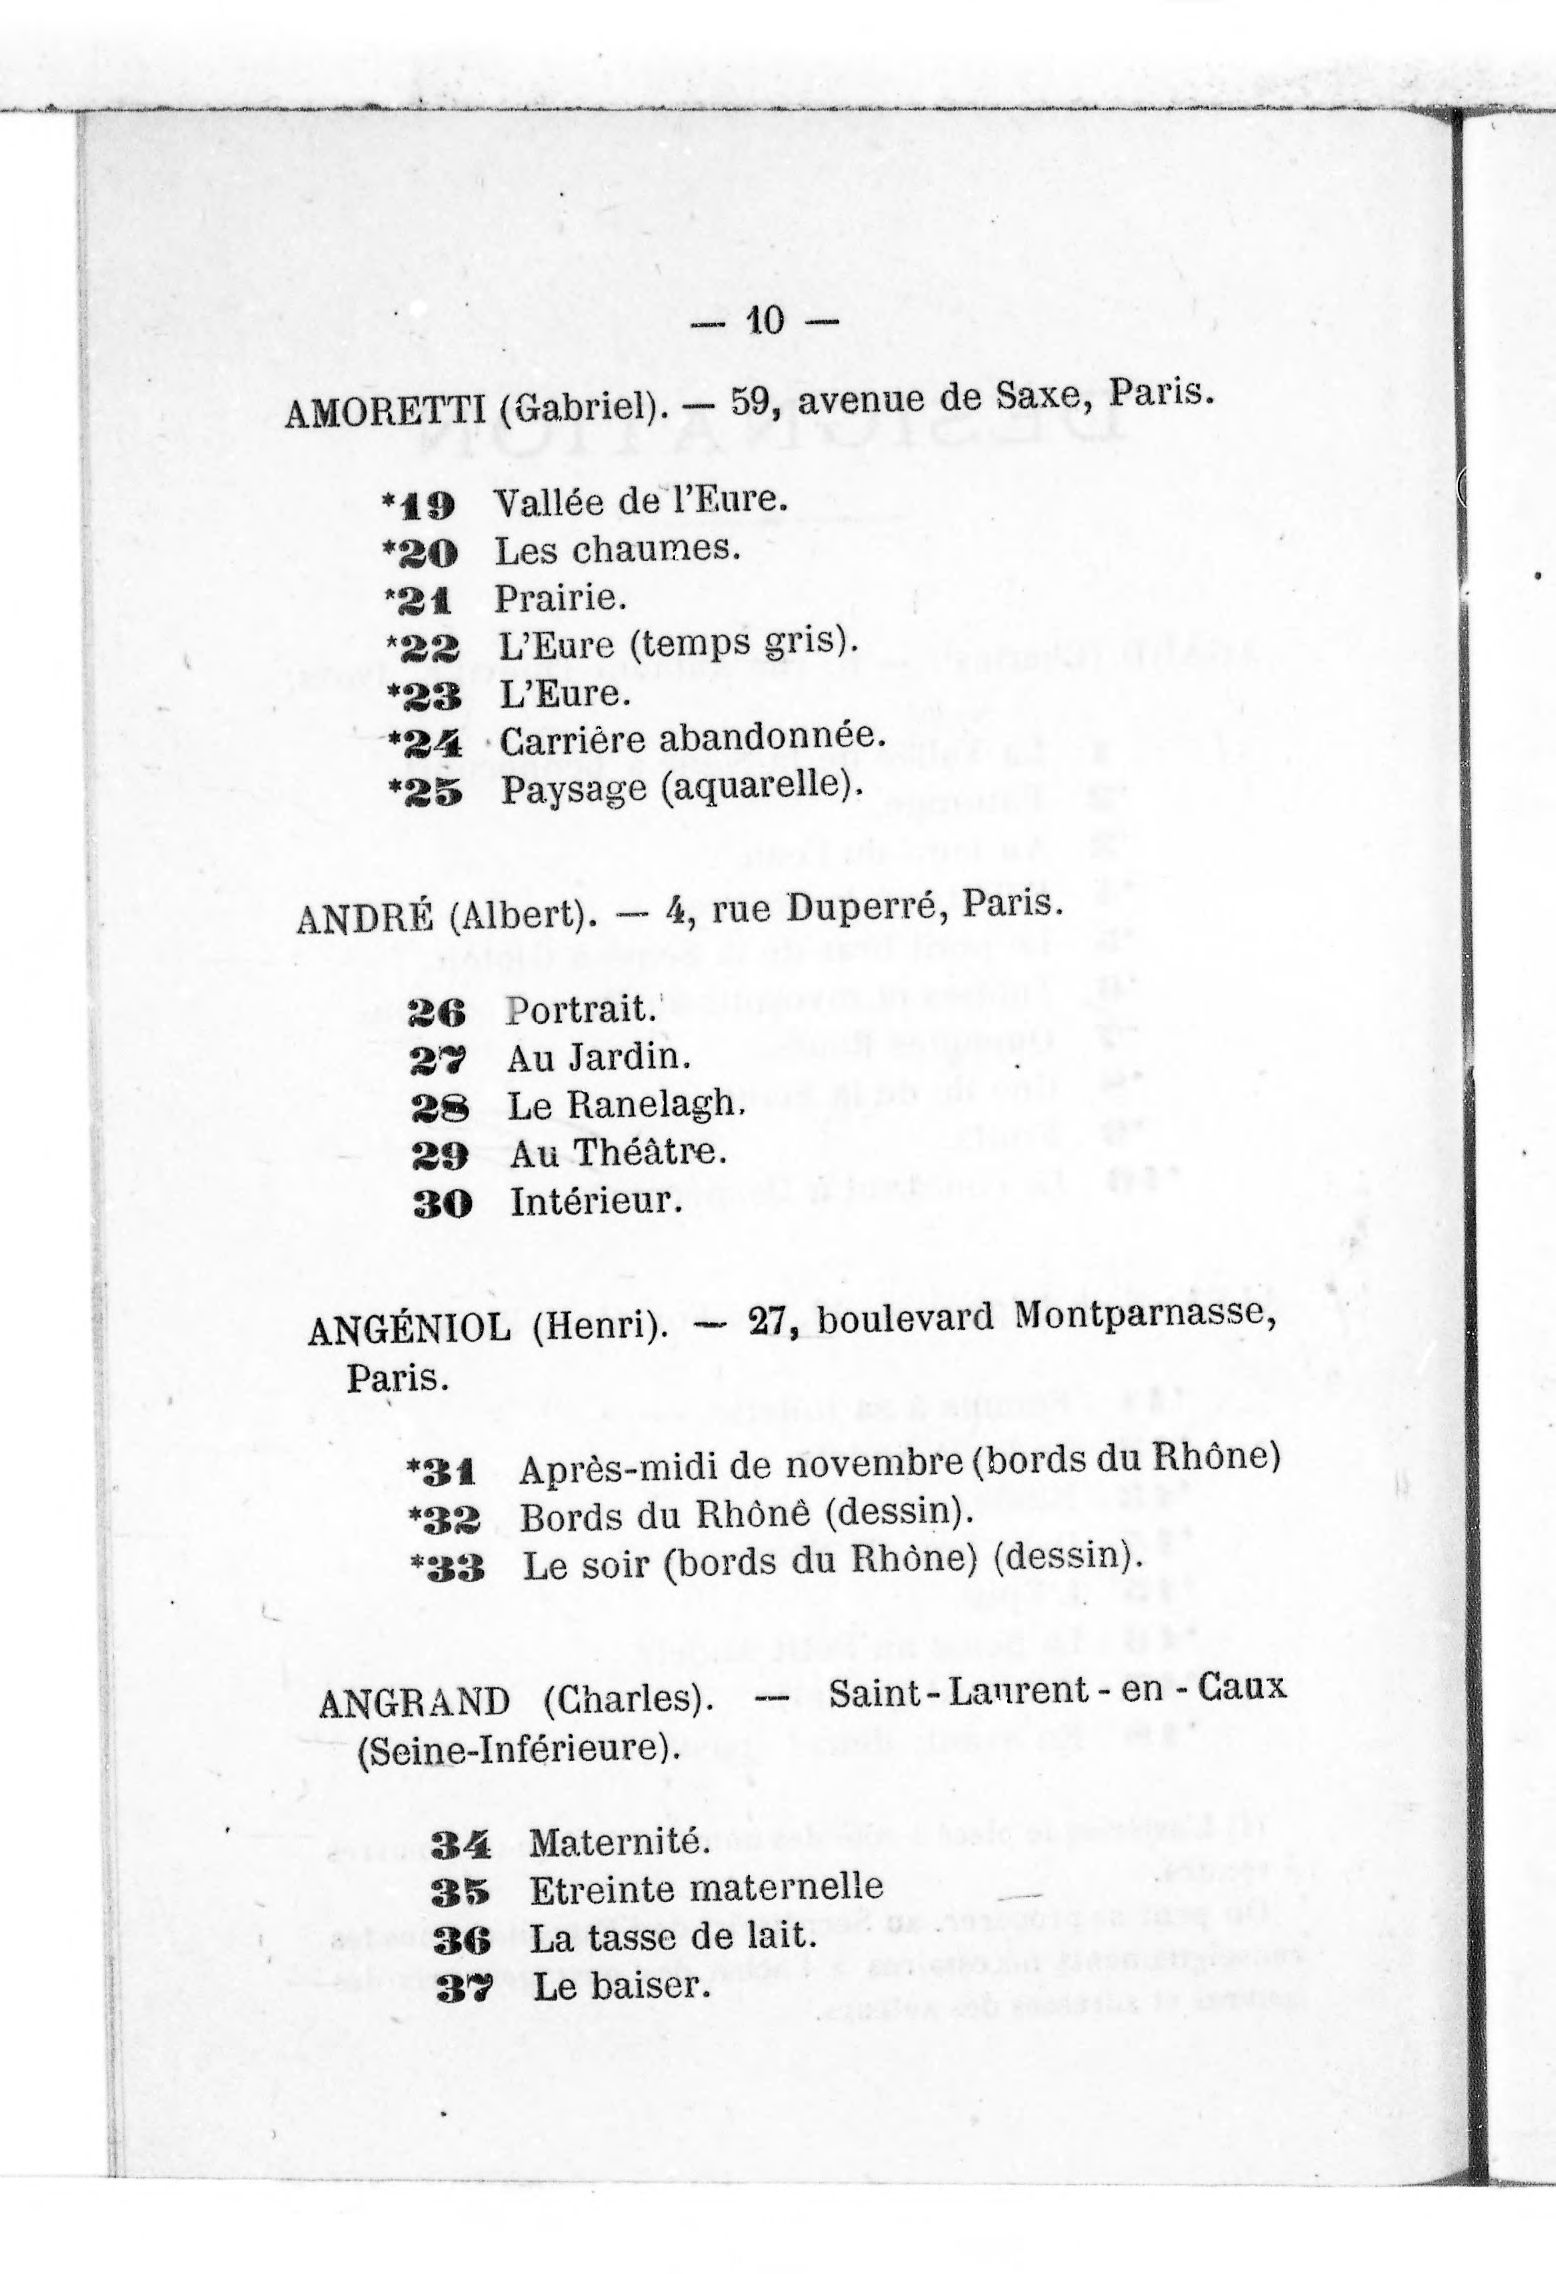 — 10 —
AMORETTI (Gabriel). — 59, avenue de Saxe, Paris.
*19 Vallée de l'Eure.
*20 Les chaumes.
*21 Prairie.
*22 L'Eure (temps gris).
*23 L'Eure.
*24 Carrière abandonnée.
*25 Paysage (aquarelle).
ANDRÉ (Albert). — 4, rue Duperré, Paris.
26 Portrait.
27 Au Jardin.
28 Le Ranelagh.
29 Au Théâtre.
30 Intérieur.
ANGÉNIOL (Henri). — 27, boulevard Montparnasse,
Paris.
*31 Après-midi de novembre (bords du Rhône)
*32 Bords du Rhônê (dessin).
*33 Le soir (bords du Rhône) (dessin).
ANGRAND (Charles). — Saint-Laurent-en-Caux
(Seine-Inférieure).
34 Maternité.
35 Etreinte maternelle
36 La tasse de lait.
37 Le baiser.